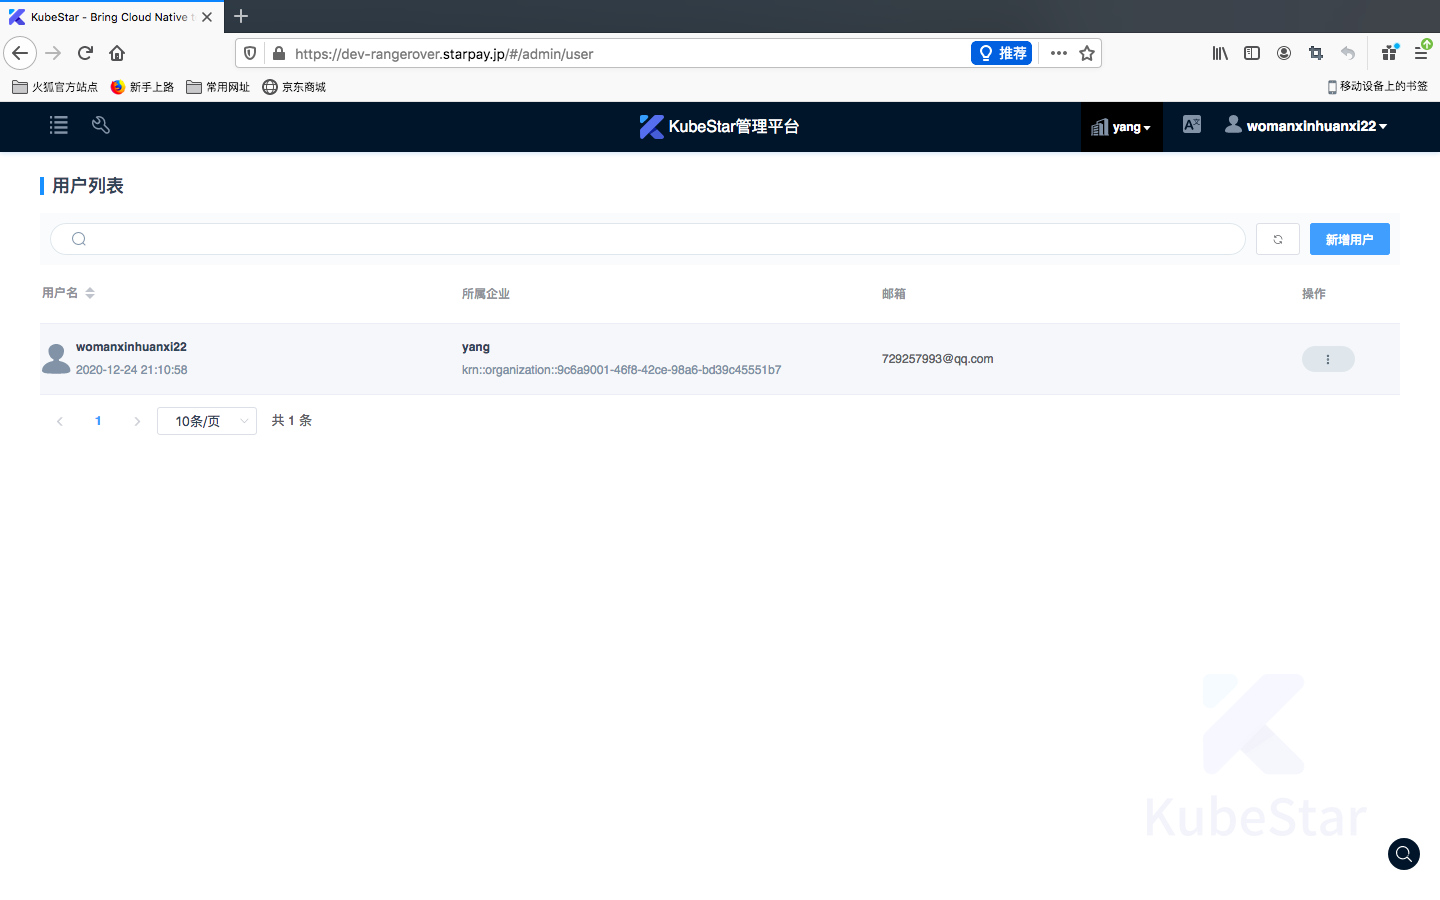 KubeStar - Bring Cloud Native t
https://dev-rangerover.starpay.jp/#/admin/user
推荐
火狐官方站点 新手上路 常用网址 京东商城 移动设备上的书签
KubeStar管理平台 yang womanxinhuanxi22
用户列表
新增用户
用户名 所属企业 邮箱 操作
womanxinhuanxi22 yang
729257993@qq.com
2020-12-24 21:10:58 krn::organization::9c6a9001-46f8-42ce-98a6-bd39c45551b7
1 10条/页 共 1 条
KubeStar